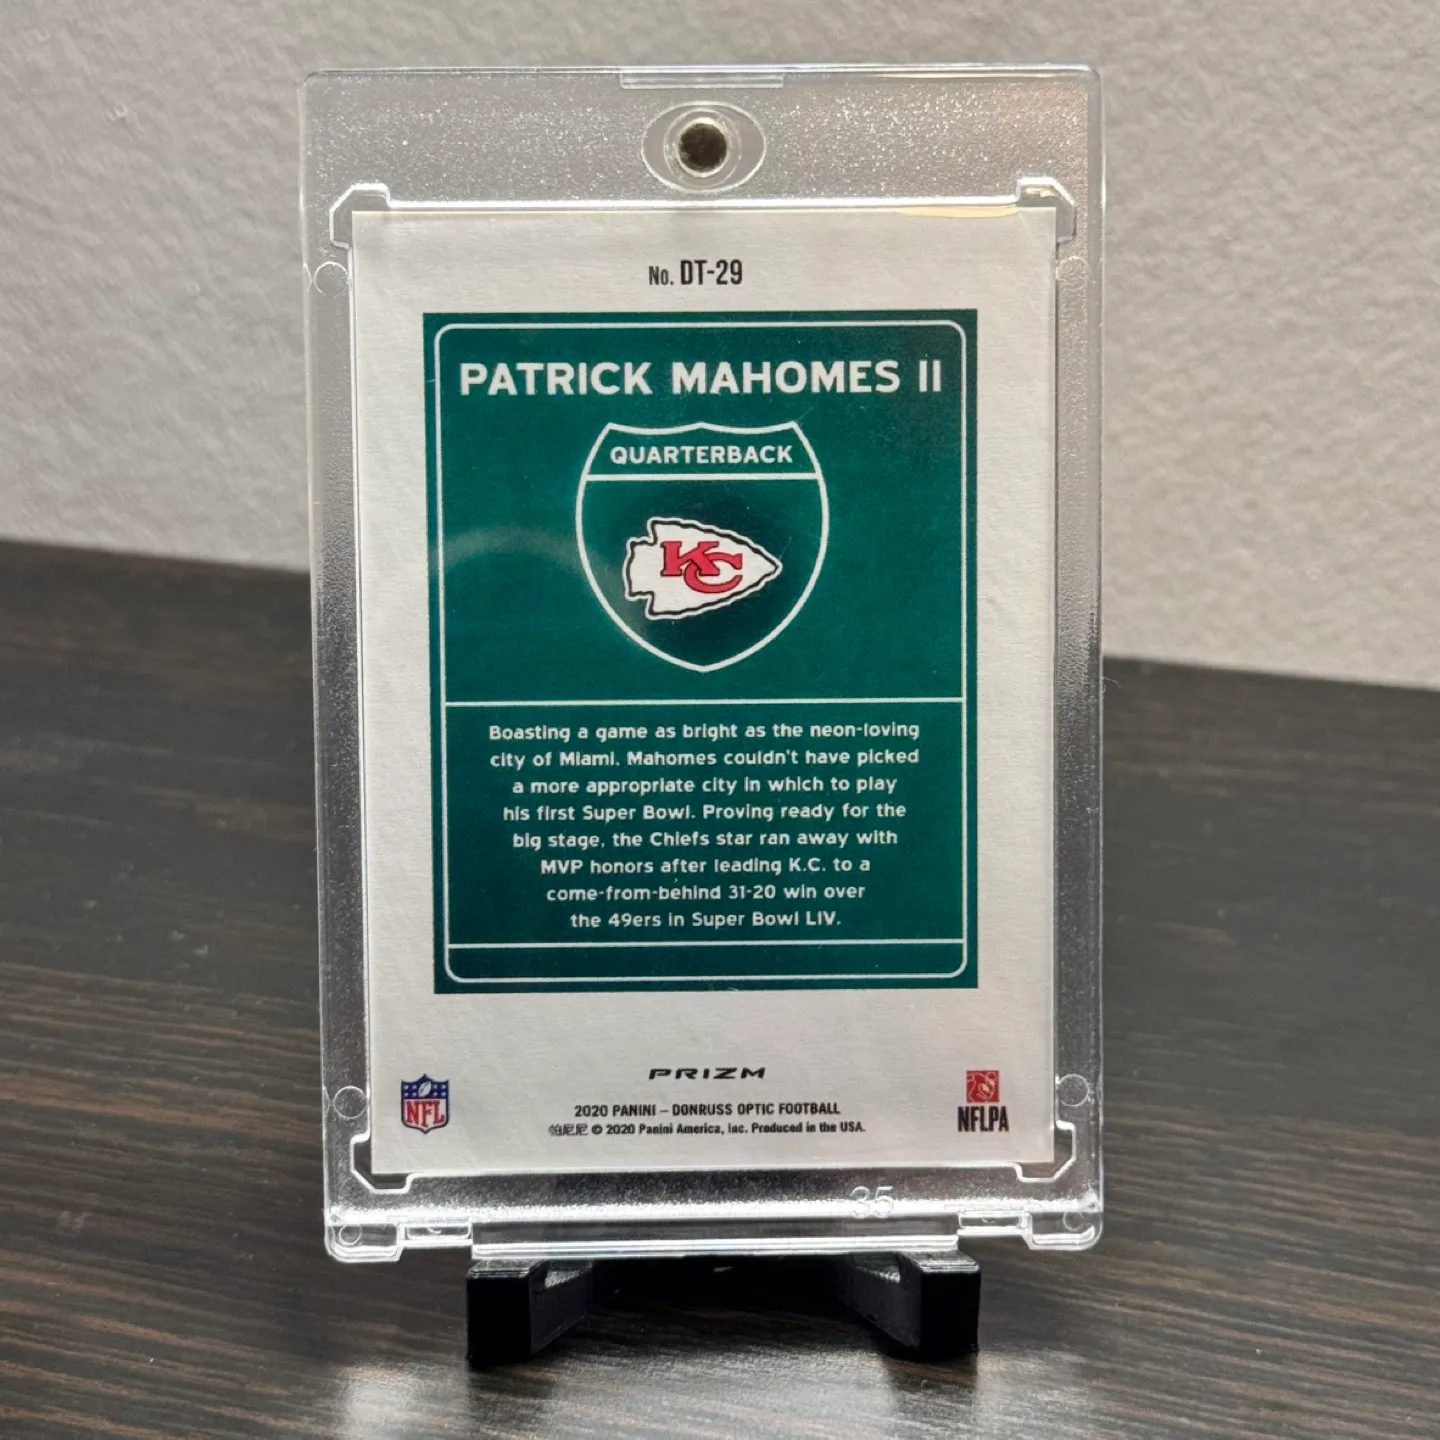 No. DT-29
PATRICK MAHOMES II
QUARTERBACK
KC
Boasting a game as bright as the neon-loving
city of Miami, Mahomes couldn't have picked
a more appropriate city in which to play
his first Super Bowl. Proving ready for the
big stage, the Chiefs star ran away with
MVP honors after leading K.C. to a
come-from-behind 31-20 win over
the 49ers in Super Bowl LIV.
PRIZM
NFL
2020 PANINI – DONRUSS OPTIC FOOTBALL
帕尼尼 © 2020 Panini America, Inc. Produced in the USA.
NFLPA
35